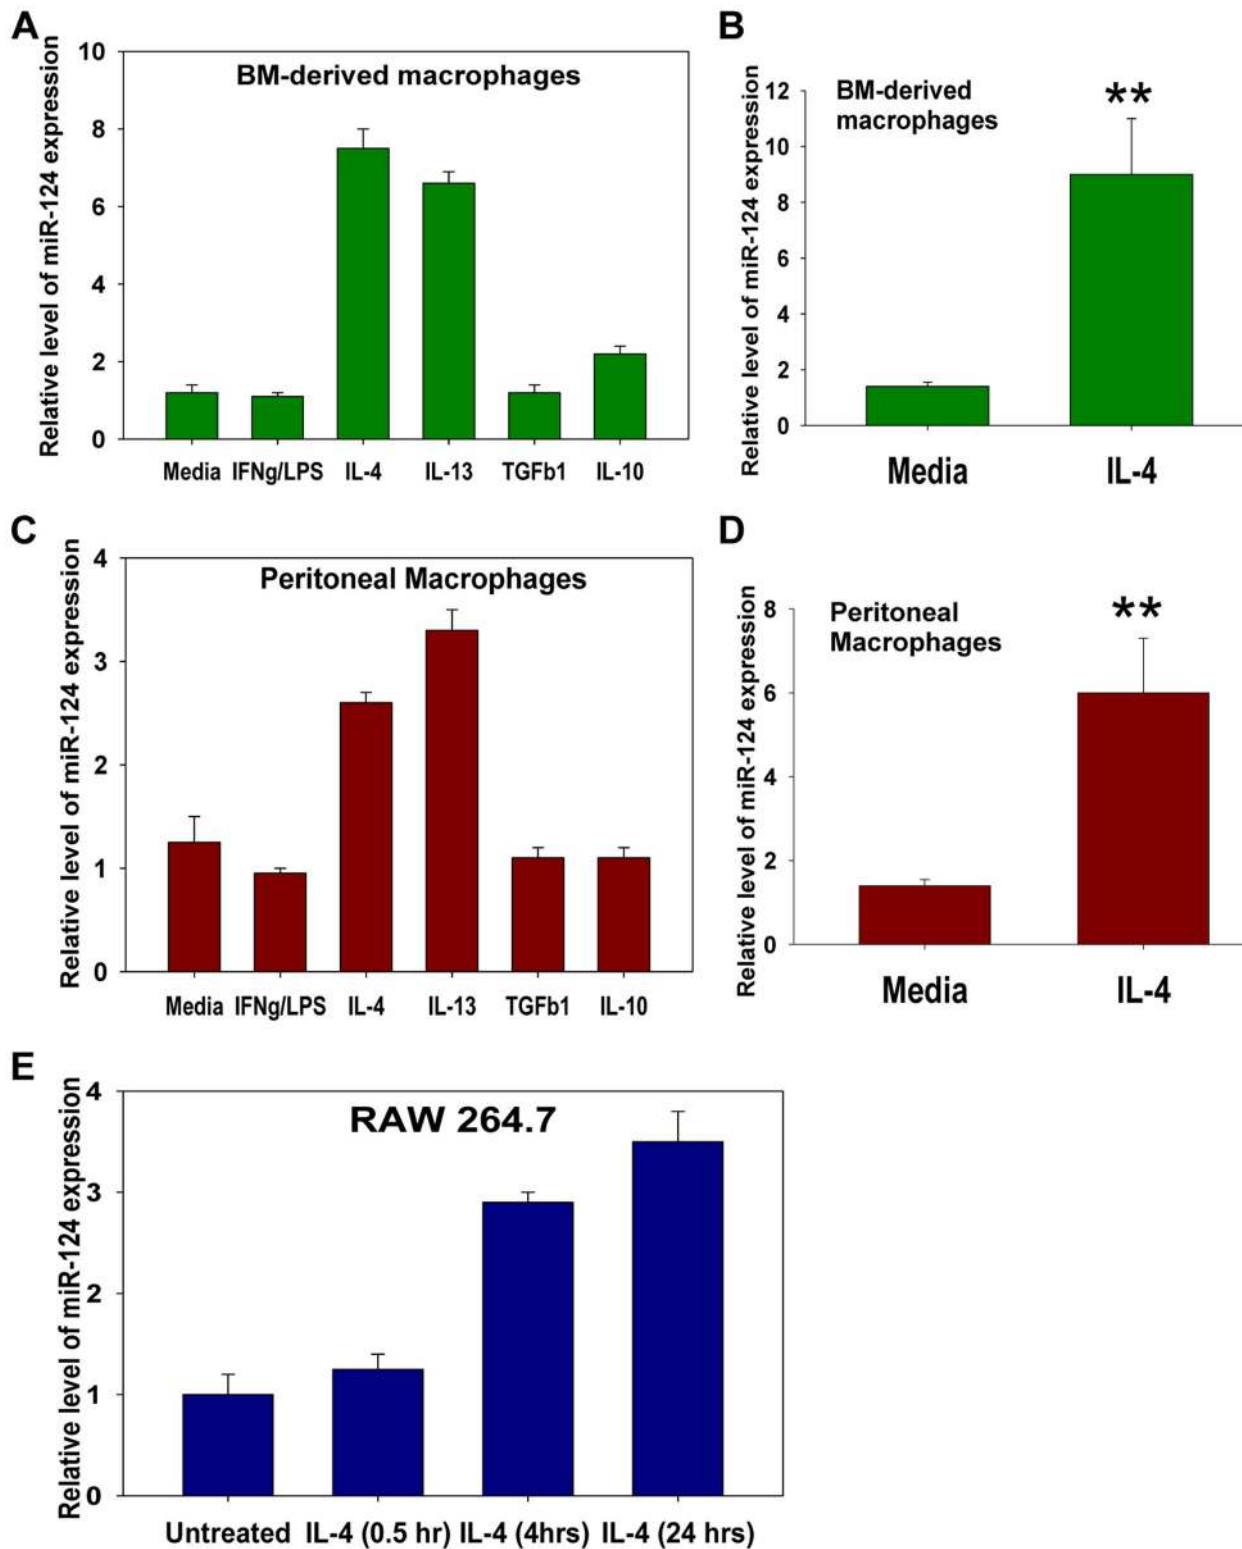 A
BM-derived macrophages
Relative level of miR-124 expression
10
8
6
4
2
0
Media IFNg/LPS IL-4 IL-13 TGFb1 IL-10
B
BM-derived
macrophages
**
Relative level of miR-124 expression
12
10
8
6
4
2
0
Media IL-4
C
Peritoneal Macrophages
Relative level of miR-124 expression
4
3
2
1
0
Media IFNg/LPS IL-4 IL-13 TGFb1 IL-10
D
Peritoneal
Macrophages
**
Relative level of miR-124 expression
8
6
4
2
0
Media IL-4
E
RAW 264.7
Relative level of miR-124 expression
4
3
2
1
0
Untreated IL-4 (0.5 hr) IL-4 (4hrs) IL-4 (24 hrs)